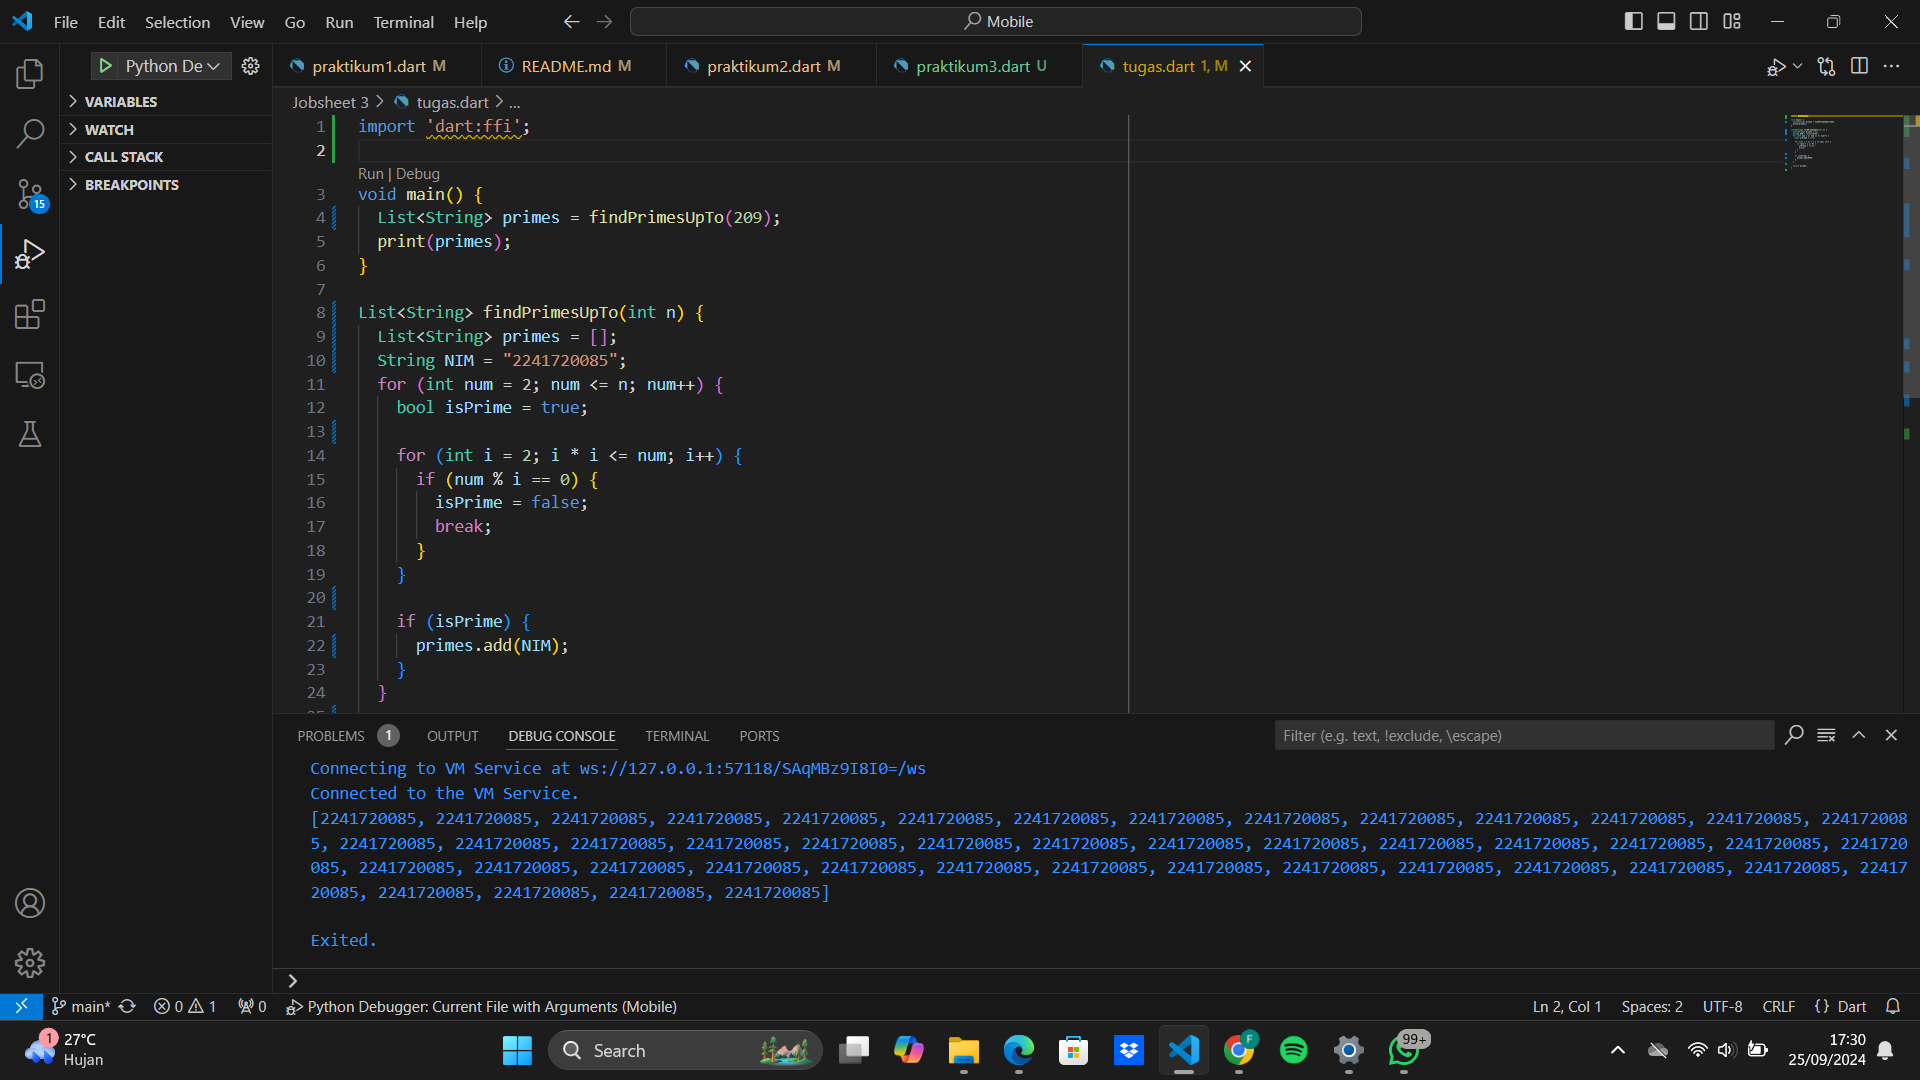 File Edit Selection View Go Run Terminal Help
Mobile
Python De
praktikum1.dart M
README.md M
praktikum2.dart M
praktikum3.dart U
tugas.dart 1, M
VARIABLES
WATCH
CALL STACK
BREAKPOINTS
15
Jobsheet 3 > tugas.dart > ...
1 import 'dart:ffi';
2
Run | Debug
3 void main() {
4 List<String> primes = findPrimesUpTo(209);
5 print(primes);
6 }
7
8 List<String> findPrimesUpTo(int n) {
9 List<String> primes = [];
10 String NIM = "2241720085";
11 for (int num = 2; num <= n; num++) {
12 bool isPrime = true;
13
14 for (int i = 2; i * i <= num; i++) {
15 if (num % i == 0) {
16 isPrime = false;
17 break;
18 }
19 }
20
21 if (isPrime) {
22 primes.add(NIM);
23 }
24 }
PROBLEMS 1 OUTPUT DEBUG CONSOLE TERMINAL PORTS
Filter (e.g. text, !exclude, \escape)
Connecting to VM Service at ws://127.0.0.1:57118/SAqMBz9I8I0=/ws
Connected to the VM Service.
[2241720085, 2241720085, 2241720085, 2241720085, 2241720085, 2241720085, 2241720085, 2241720085, 2241720085, 2241720085, 2241720085, 2241720085, 2241720085, 224172008
5, 2241720085, 2241720085, 2241720085, 2241720085, 2241720085, 2241720085, 2241720085, 2241720085, 2241720085, 2241720085, 2241720085, 2241720085, 2241720085, 2241720
085, 2241720085, 2241720085, 2241720085, 2241720085, 2241720085, 2241720085, 2241720085, 2241720085, 2241720085, 2241720085, 2241720085, 2241720085, 2241720085, 22417
20085, 2241720085, 2241720085, 2241720085, 2241720085]
Exited.
main* 0 1 0 Python Debugger: Current File with Arguments (Mobile)
Ln 2, Col 1 Spaces: 2 UTF-8 CRLF {} Dart
1
27°C
Hujan
Search
F
99+
17:30
25/09/2024